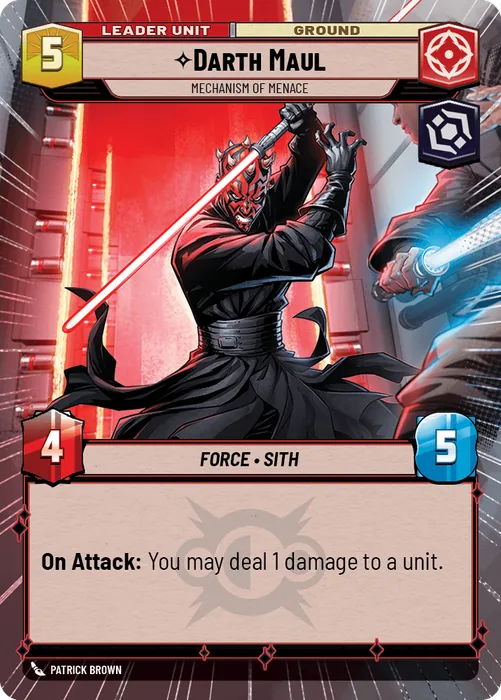 LEADER UNIT
GROUND
5
✧DARTH MAUL
MECHANISM OF MENACE
4
FORCE • SITH
5
On Attack: You may deal 1 damage to a unit.
PATRICK BROWN